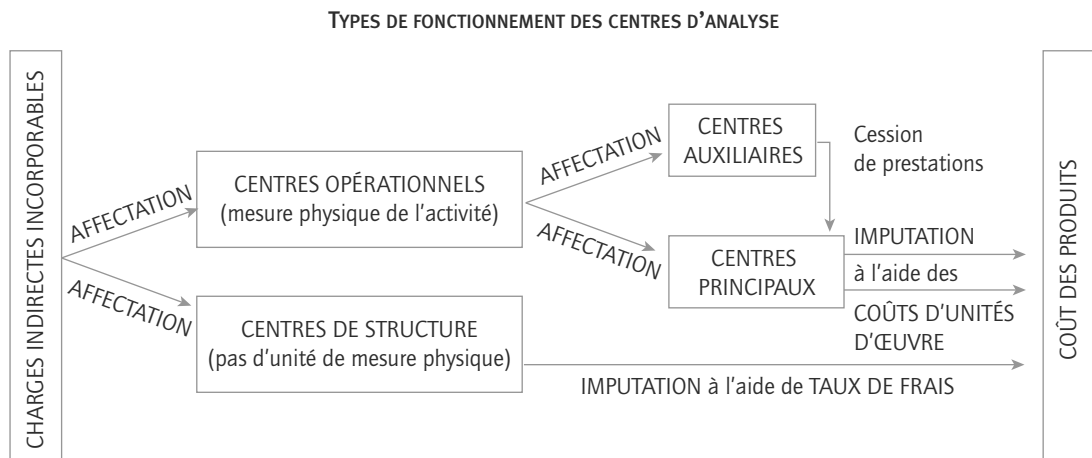 TYPES DE FONCTIONNEMENT DES CENTRES D'ANALYSE
CHARGES INDIRECTES INCORPORABLES
AFFECTATION
AFFECTATION
CENTRES OPÉRATIONNELS
(mesure physique de l'activité)
CENTRES DE STRUCTURE
(pas d'unité de mesure physique)
AFFECTATION
AFFECTATION
CENTRES
AUXILIAIRES
Cession
de prestations
CENTRES
PRINCIPAUX
IMPUTATION
à l'aide des
COÛTS D'UNITÉS
D'ŒUVRE
IMPUTATION à l'aide de TAUX DE FRAIS
COÛT DES PRODUITS